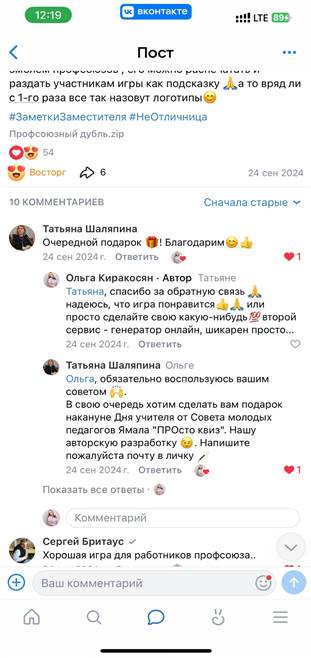 12:19
вконтакте
LTE 89+
Пост
эмблем профсоюзов , его можно распечатать и
раздать участникам игры как подсказку 🙏а то вряд ли
с 1-го раза все так назовут логотипы😊
#ЗаметкиЗаместителя #НеОтличница
Профсоюзный дубль.zip
54
Восторг
6
24 сен 2024
10 КОММЕНТАРИЕВ
Сначала старые
Татьяна Шаляпина
Очередной подарок 🎁! Благодарим😊👍
24 сен 2024 г. Ответить
1
Ольга Киракосян · Автор Татьяне
Татьяна, спасибо за обратную связь 🙏
надеюсь, что игра понравится👍🙏 или
просто сделайте свою какую-нибудь💯второй
сервис - генератор онлайн, шикарен просто...
24 сен 2024 г. Ответить
Татьяна Шаляпина Ольге
Ольга, обязательно воспользуюсь вашим
советом 🙌.
В свою очередь хотим сделать вам подарок
накануне Дня учителя от Совета молодых
педагогов Ямала "ПРОсто квиз". Нашу
авторскую разработку 😉. Напишите
пожалуйста почту в личку 🪄
24 сен 2024 г. Ответить
1
Показать все ответы ·
Комментарий
Сергей Бритаус
Хорошая игра для работников профсоюза..
Ваш комментарий